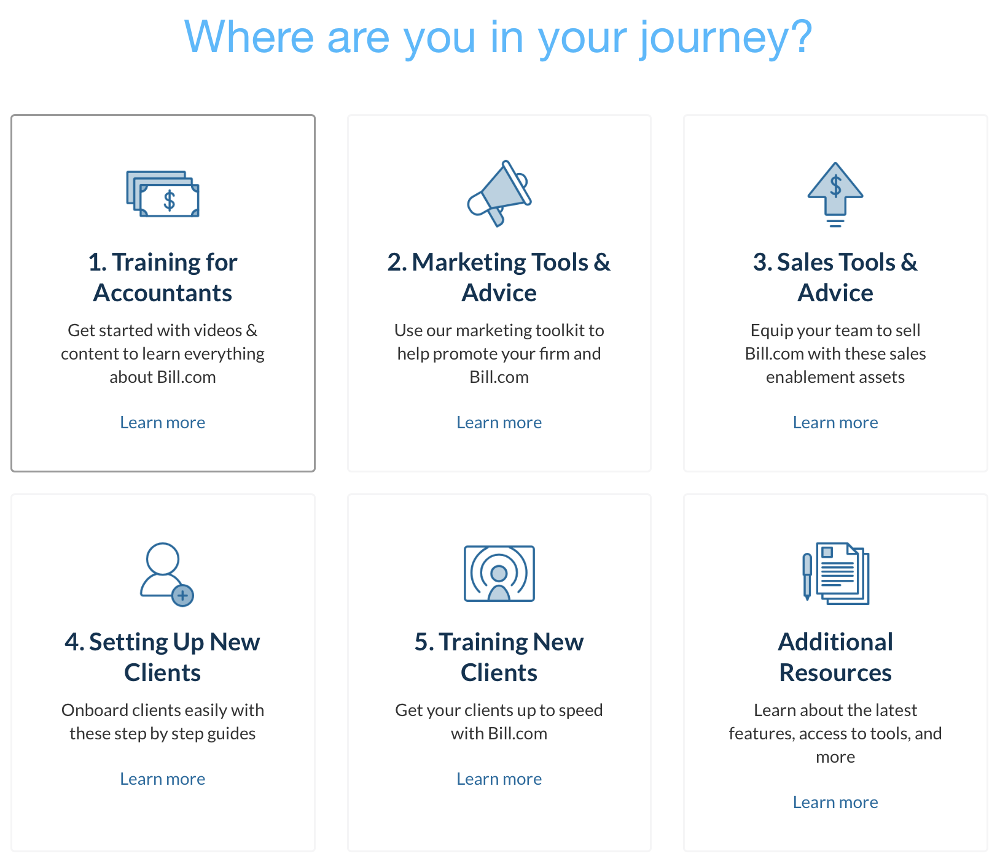 Where are you in your journey?
$
1. Training for
Accountants
Get started with videos &
content to learn everything
about Bill.com
Learn more
2. Marketing Tools &
Advice
Use our marketing toolkit to
help promote your firm and
Bill.com
Learn more
$
3. Sales Tools &
Advice
Equip your team to sell
Bill.com with these sales
enablement assets
Learn more
4. Setting Up New
Clients
Onboard clients easily with
these step by step guides
Learn more
5. Training New
Clients
Get your clients up to speed
with Bill.com
Learn more
Additional
Resources
Learn about the latest
features, access to tools, and
more
Learn more